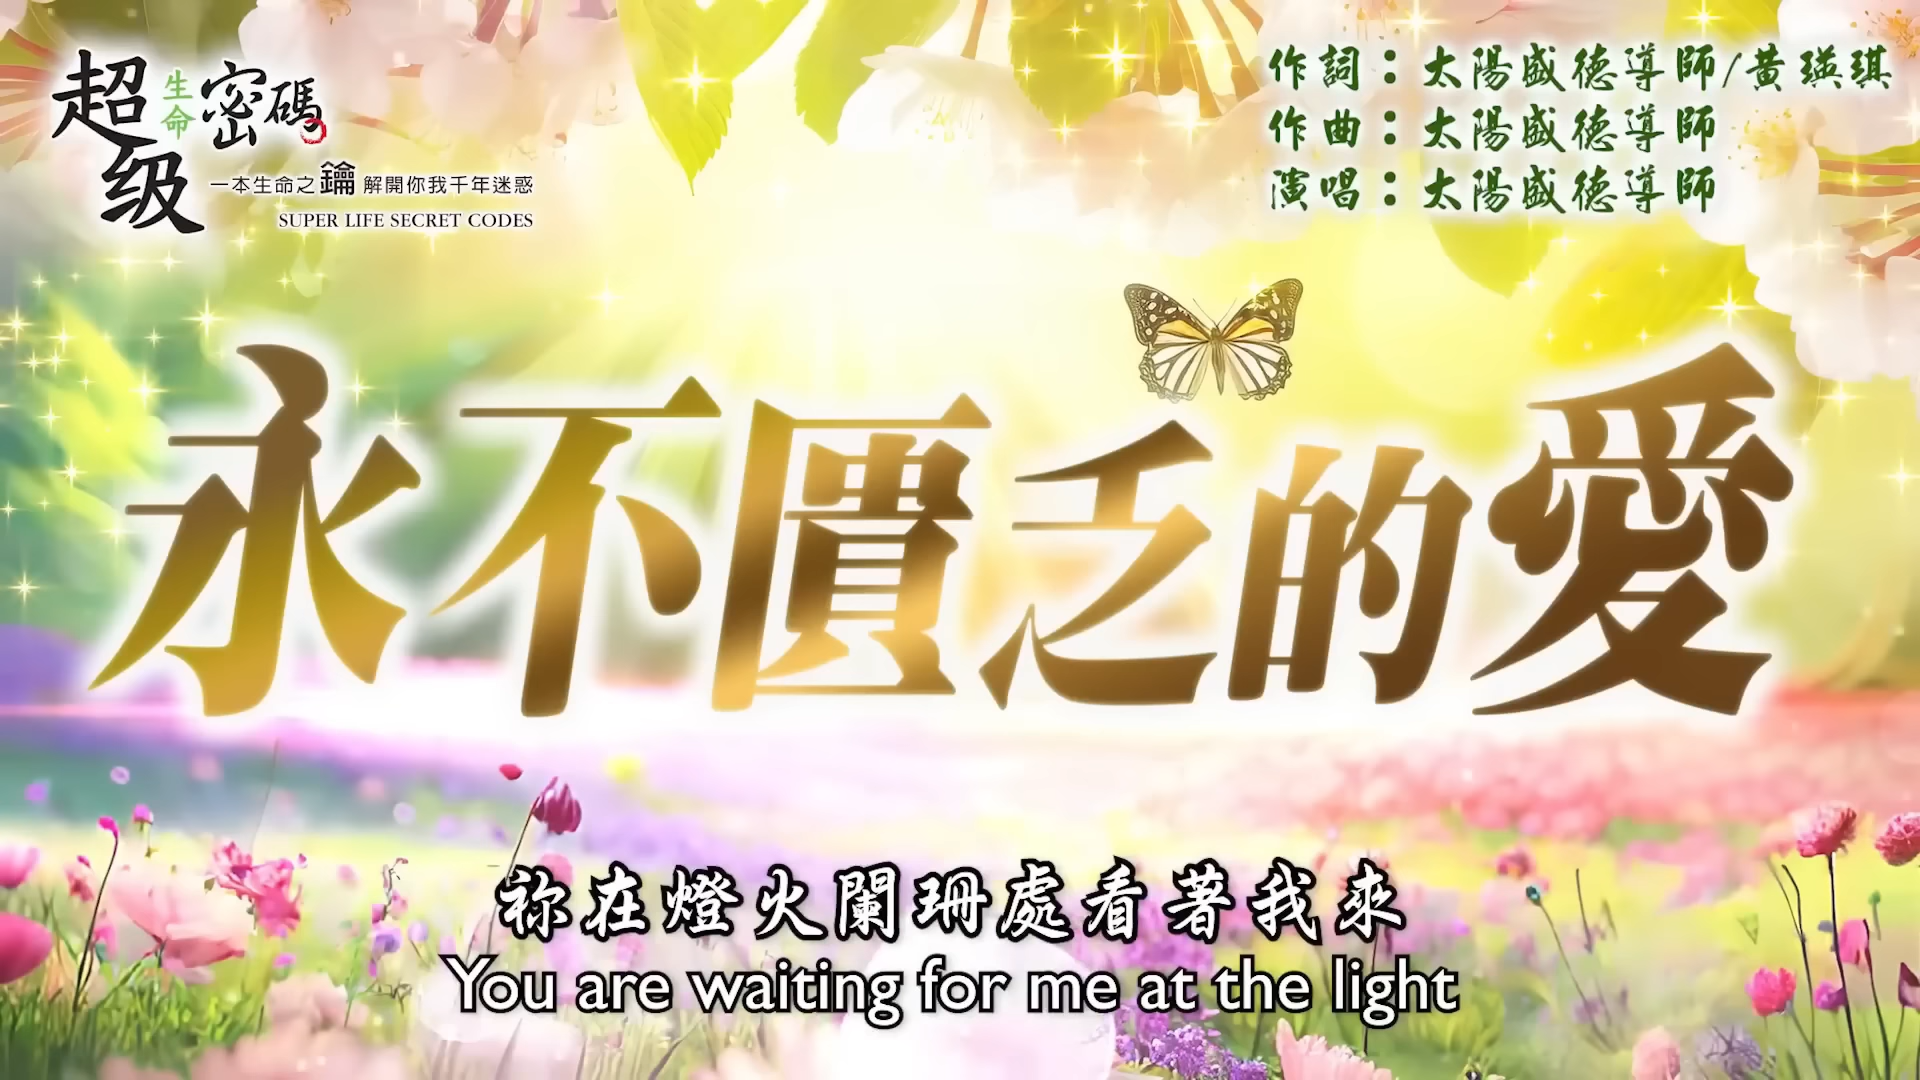 超级生命密碼
一本生命之鑰 解開你我千年迷惑
SUPER LIFE SECRET CODES
作詞：太陽盛德導師/黃瑛琪
作曲：太陽盛德導師
演唱：太陽盛德導師
永不匱乏的愛
祢在燈火闌珊處看著我來
You are waiting for me at the light